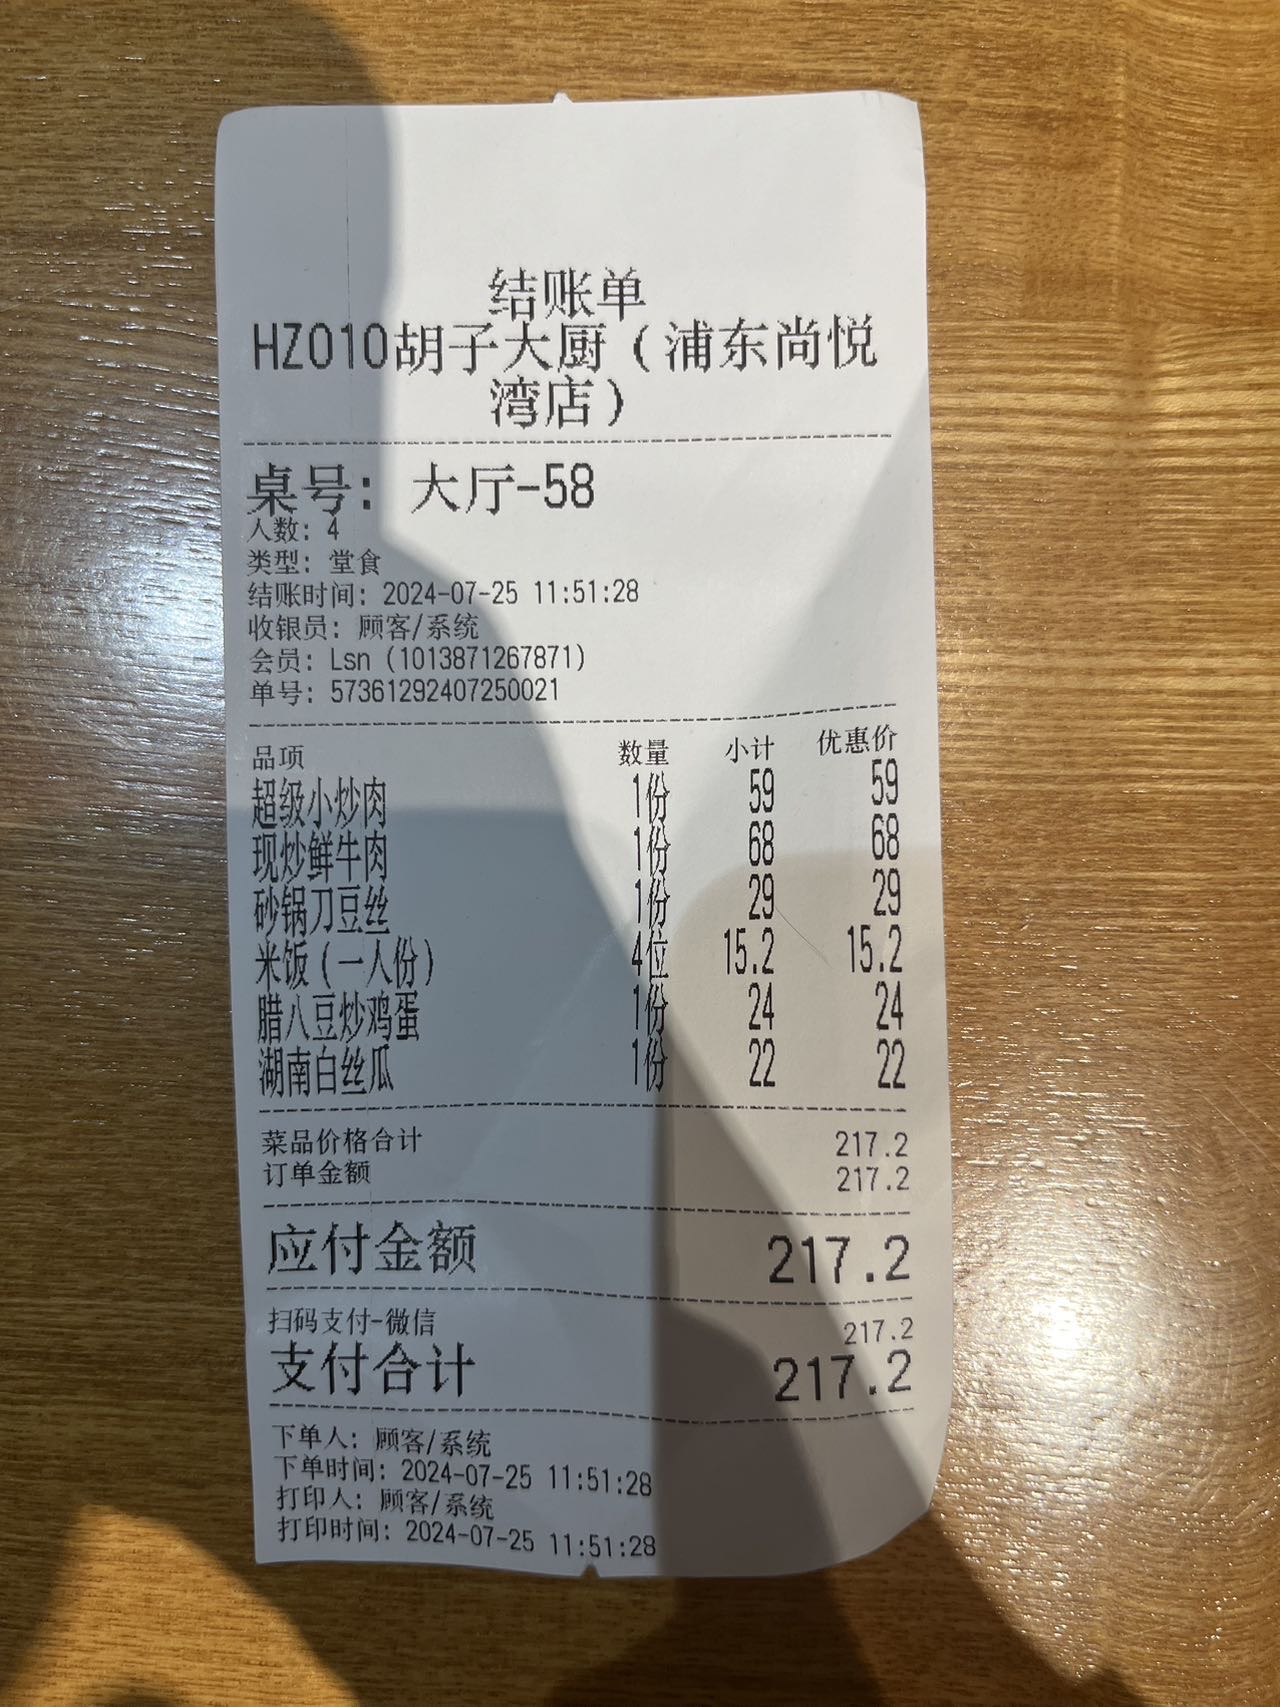 结账单
HZ010胡子大厨（浦东尚悦
湾店）
桌号：大厅-58
人数：4
类型：堂食
结账时间：2024-07-25 11:51:28
收银员：顾客/系统
会员：Lsn (1013871267871)
单号：57361292407250021
品项 数量 小计 优惠价
超级小炒肉 1份 59 59
现炒鲜牛肉 1份 68 68
砂锅刀豆丝 1份 29 29
米饭（一人份） 4位 15.2 15.2
腊八豆炒鸡蛋 1份 24 24
湖南白丝瓜 1份 22 22
菜品价格合计 217.2
订单金额 217.2
应付金额 217.2
扫码支付-微信 217.2
支付合计 217.2
下单人：顾客/系统
下单时间：2024-07-25 11:51:28
打印人：顾客/系统
打印时间：2024-07-25 11:51:28